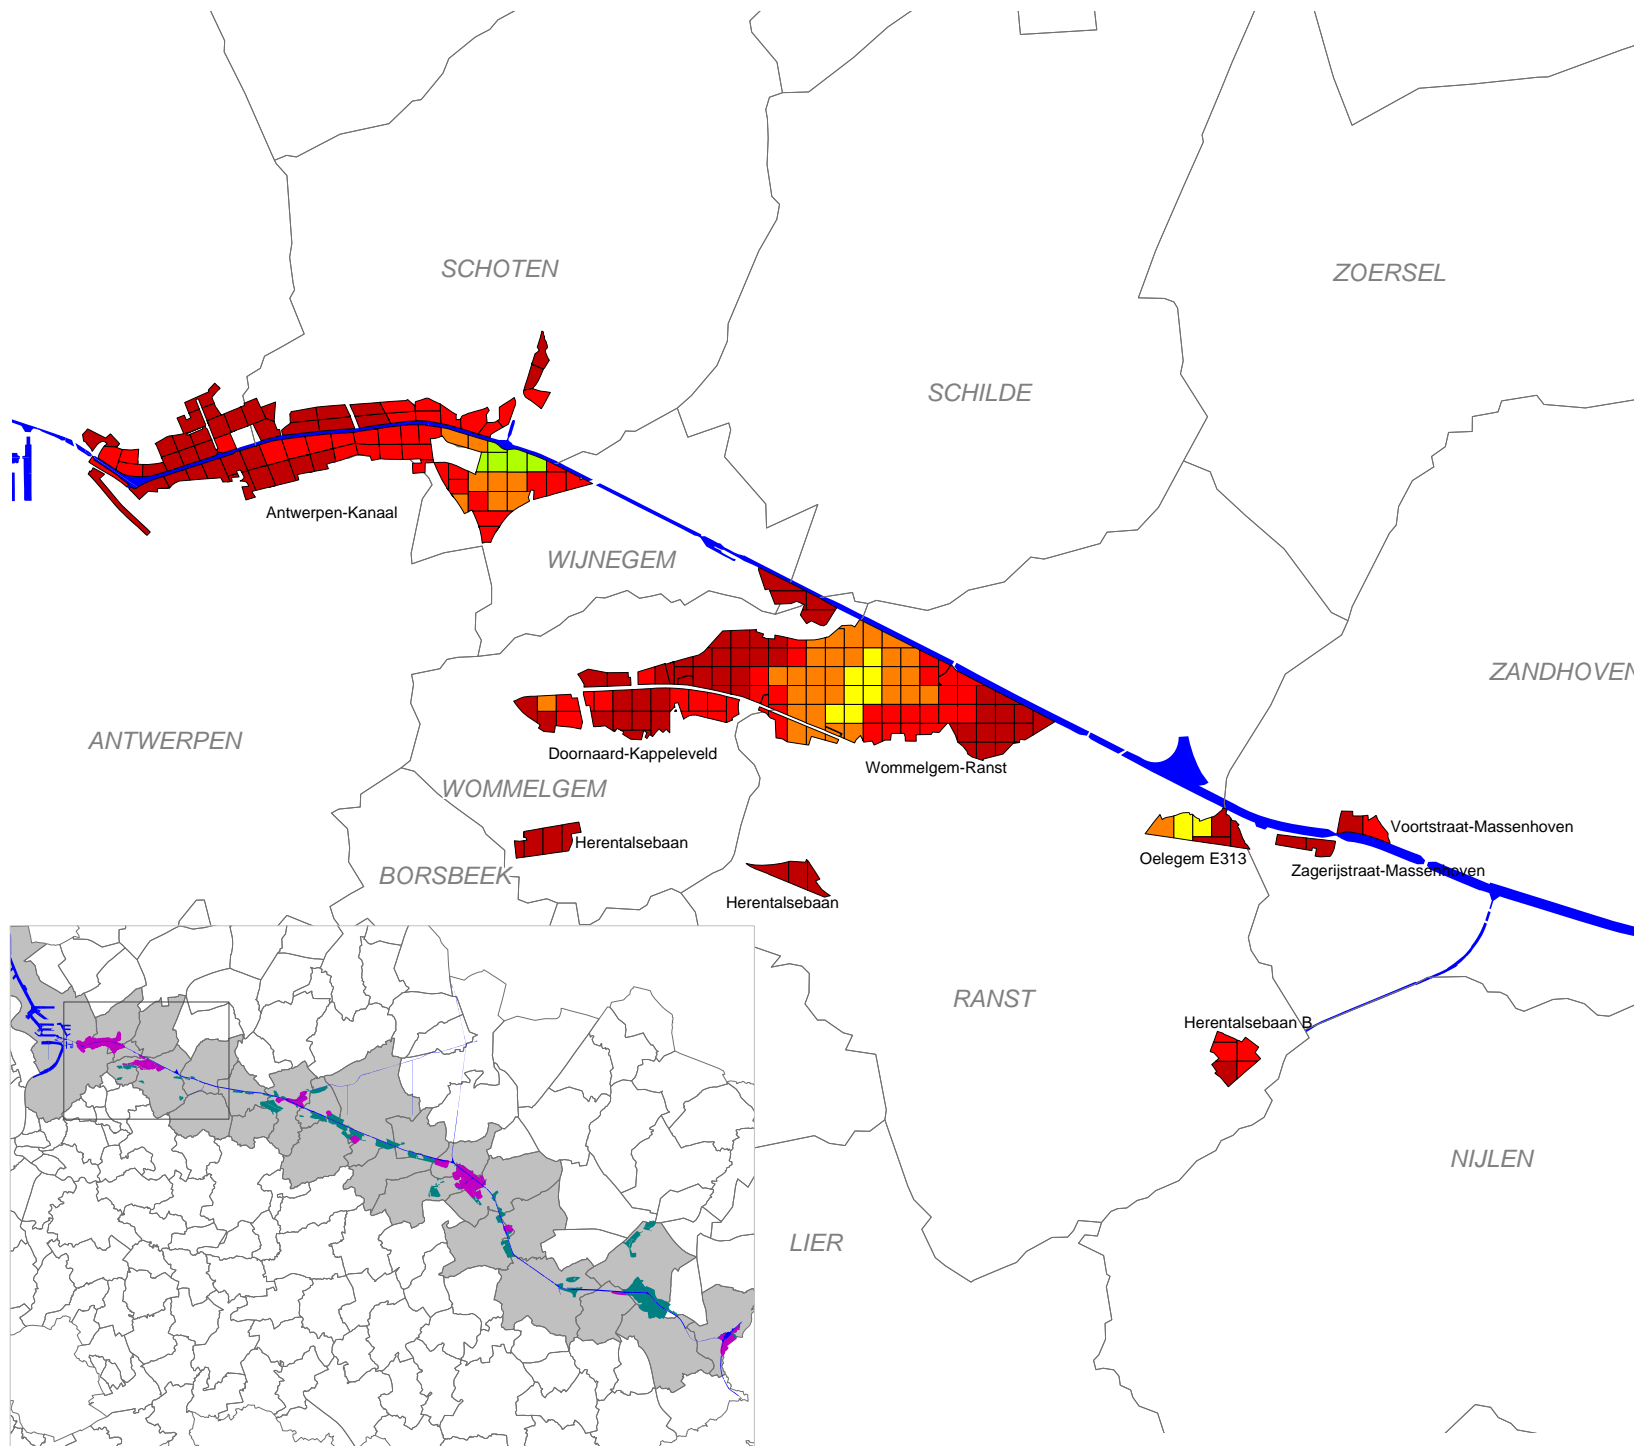 SCHOTEN
ZOERSEL
SCHILDE
Antwerpen-Kanaal
WIJNEGEM
ZANDHOVEN
ANTWERPEN
Doornaard-Kappeleveld
Wommelgem-Ranst
WOMMELGEM
Voortstraat-Massenhoven
Herentalsebaan
Oelegem E313
Zagerijstraat-Massenhoven
BORSBEEK
Herentalsebaan
RANST
Herentalsebaan B
NIJLEN
LIER